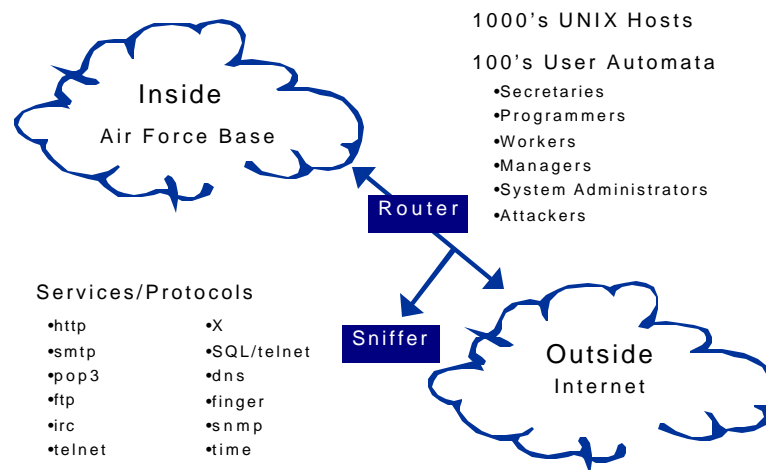 1000's UNIX Hosts
100's User Automata
•Secretaries
•Programmers
•Workers
•Managers
•System Administrators
•Attackers
Inside
Air Force Base
Router
Sniffer
Outside
Internet
Services/Protocols
•http
•smtp
•pop3
•ftp
•irc
•telnet
•X
•SQL/telnet
•dns
•finger
•snmp
•time